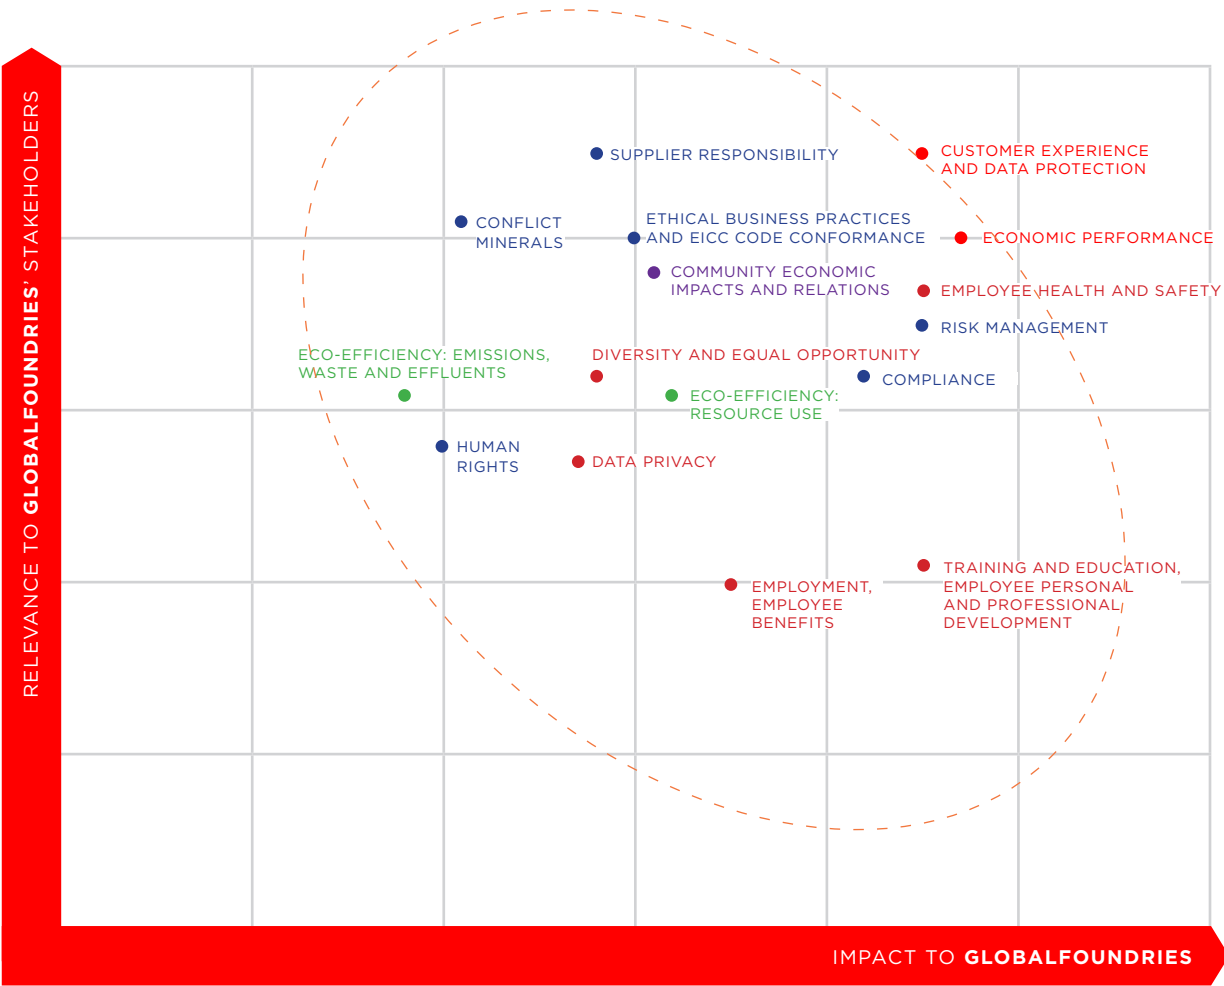 RELEVANCE TO GLOBALFOUNDRIES' STAKEHOLDERS
SUPPLIER RESPONSIBILITY
CUSTOMER EXPERIENCE
AND DATA PROTECTION
CONFLICT
MINERALS
ETHICAL BUSINESS PRACTICES
AND EICC CODE CONFORMANCE
ECONOMIC PERFORMANCE
COMMUNITY ECONOMIC
IMPACTS AND RELATIONS
EMPLOYEE HEALTH AND SAFETY
RISK MANAGEMENT
ECO-EFFICIENCY: EMISSIONS,
WASTE AND EFFLUENTS
DIVERSITY AND EQUAL OPPORTUNITY
COMPLIANCE
ECO-EFFICIENCY:
RESOURCE USE
HUMAN
RIGHTS
DATA PRIVACY
EMPLOYMENT,
EMPLOYEE
BENEFITS
TRAINING AND EDUCATION,
EMPLOYEE PERSONAL
AND PROFESSIONAL
DEVELOPMENT
IMPACT TO GLOBALFOUNDRIES